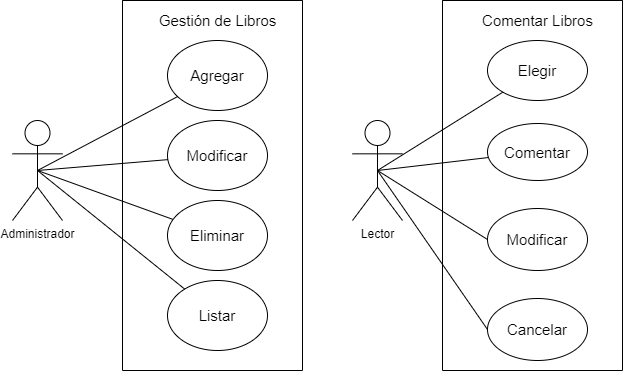 Gestión de Libros
Agregar
Modificar
Eliminar
Listar
Administrador
Comentar Libros
Elegir
Comentar
Modificar
Cancelar
Lector